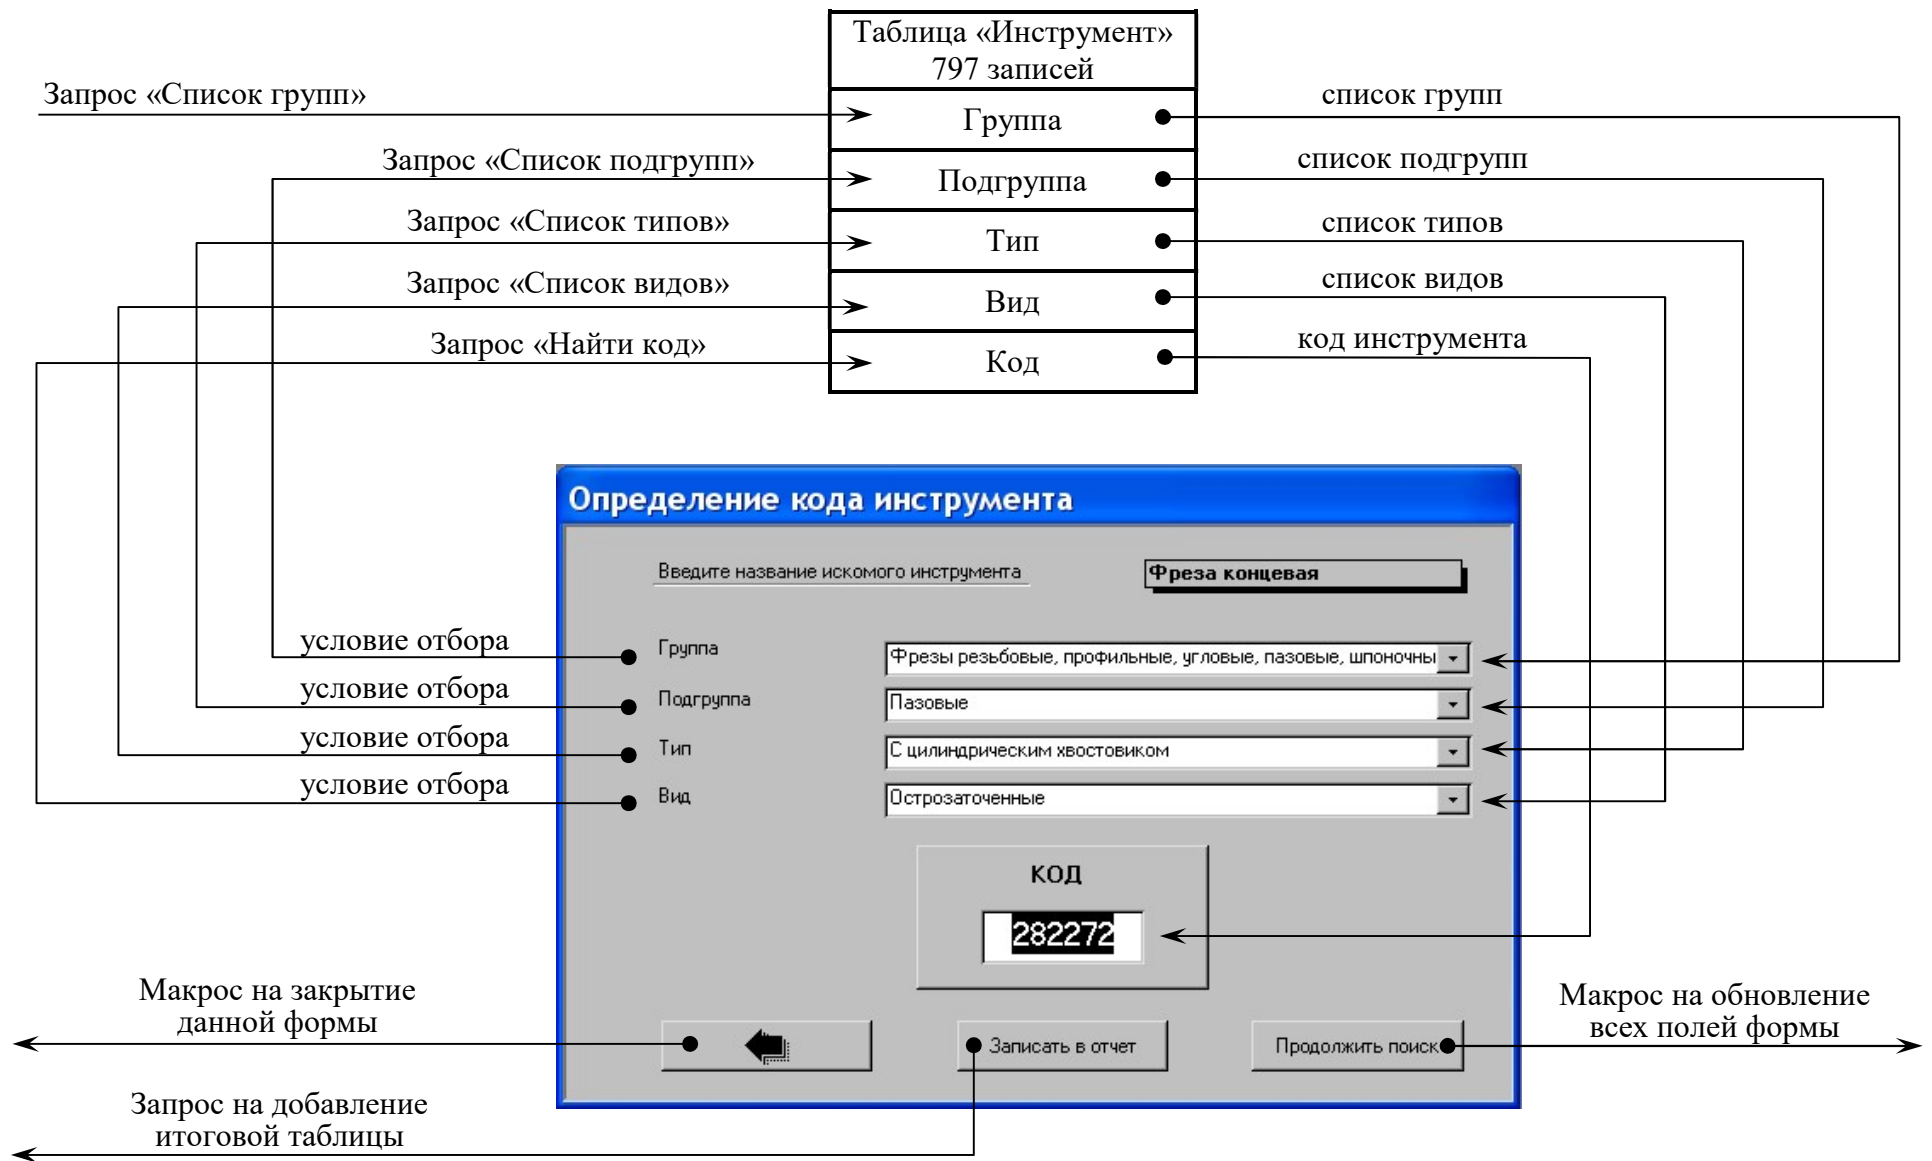 Таблица «Инструмент»
797 записей
Запрос «Список групп»
Группа
список групп
Запрос «Список подгрупп»
Подгруппа
список подгрупп
Запрос «Список типов»
Тип
список типов
Запрос «Список видов»
Вид
список видов
Запрос «Найти код»
Код
код инструмента
Определение кода инструмента
Введите название искомого инструмента
Фреза концевая
условие отбора
Группа
Фрезы резьбовые, профильные, угловые, пазовые, шпоночны
условие отбора
Подгруппа
Пазовые
условие отбора
Тип
С цилиндрическим хвостовиком
условие отбора
Вид
Острозаточенные
КОД
282272
Макрос на закрытие
данной формы
Записать в отчет
Продолжить поиск
Макрос на обновление
всех полей формы
Запрос на добавление
итоговой таблицы